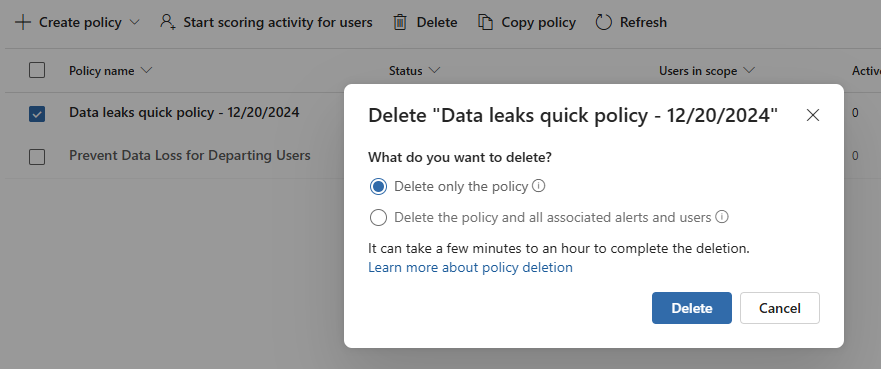 Create policy
Start scoring activity for users
Delete
Copy policy
Refresh
Policy name
Status
Users in scope
Active
Data leaks quick policy - 12/20/2024
0
Prevent Data Loss for Departing Users
0
Delete "Data leaks quick policy - 12/20/2024"
What do you want to delete?
Delete only the policy
Delete the policy and all associated alerts and users
It can take a few minutes to an hour to complete the deletion.
Learn more about policy deletion
Delete
Cancel